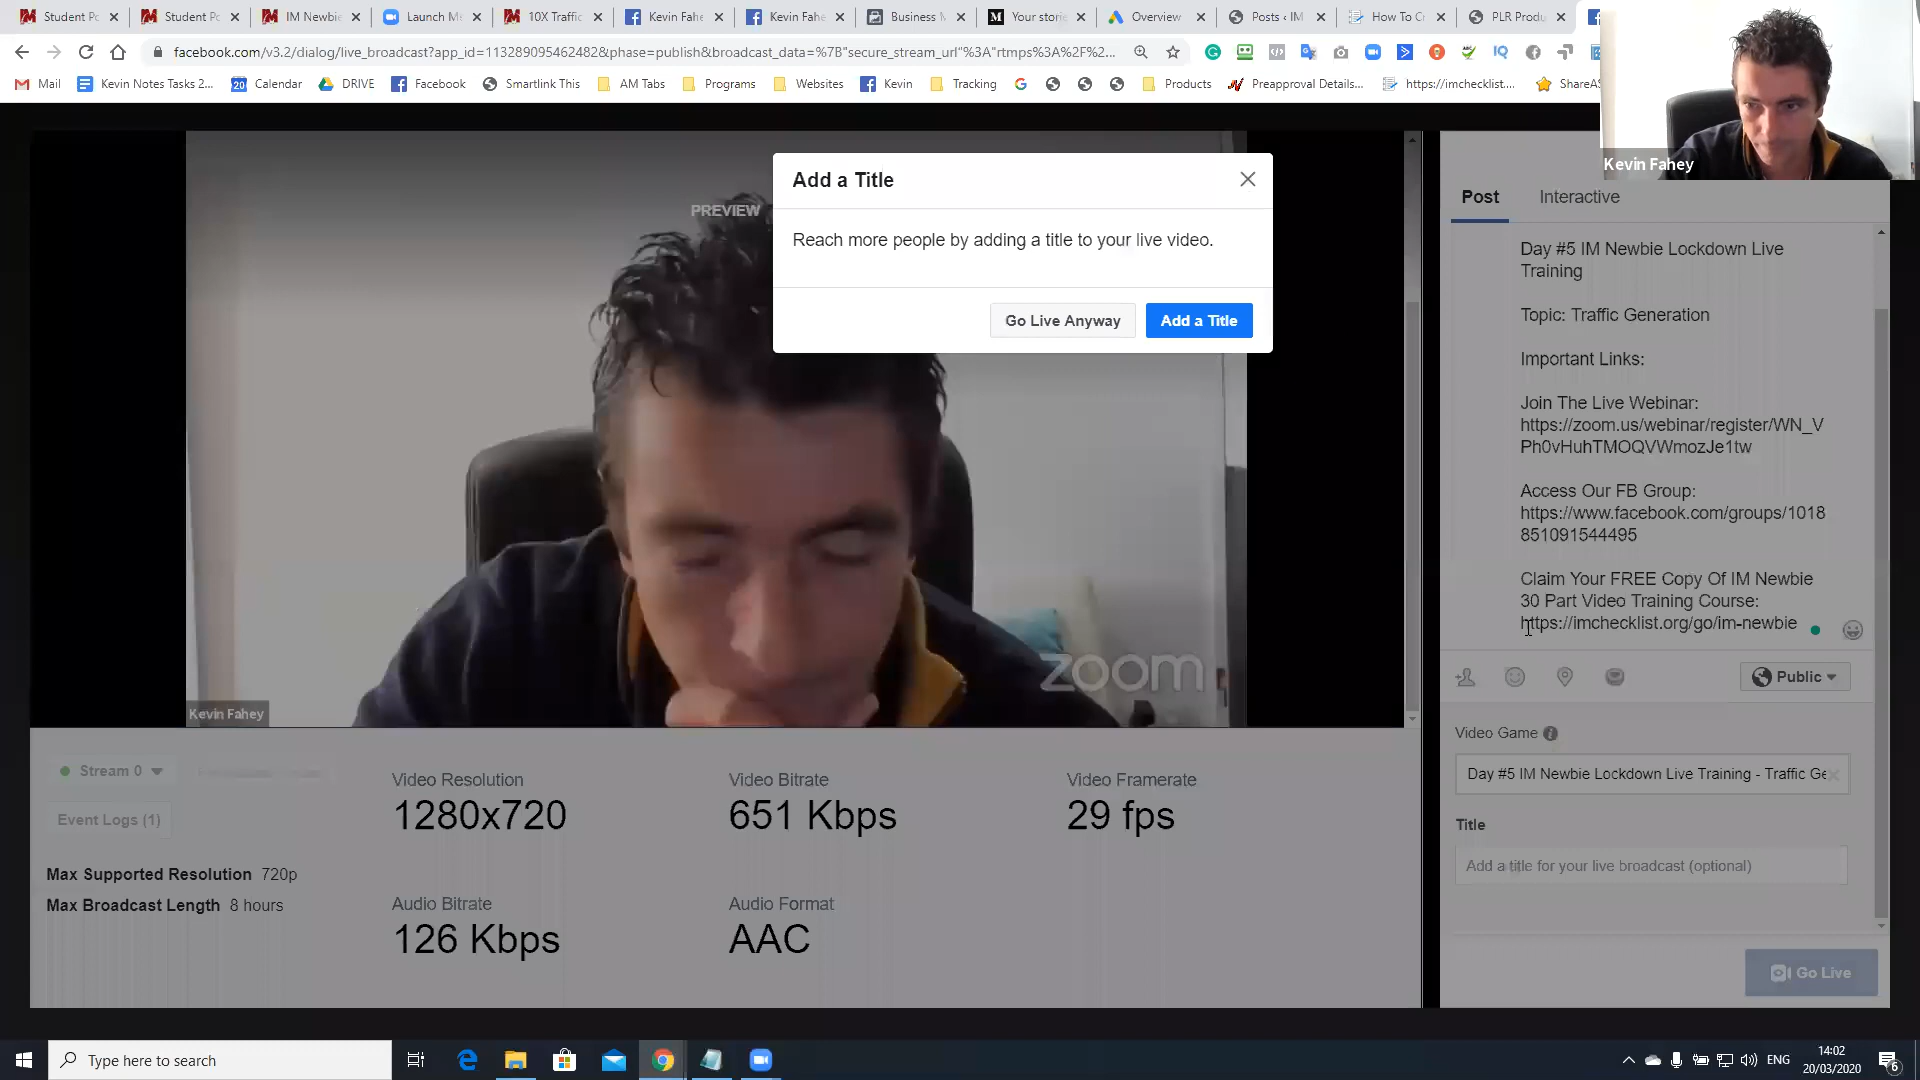 Student Po
Student Po
IM Newbie
Launch M
10X Traffic
Kevin Fahe
Kevin Fahe
Business
Your stori
Overview
Posts ‹ IM
How To Cr
PLR Produ
facebook.com/v3.2/dialog/live_broadcast?app_id=113289095462482&phase=publish&broadcast_data=%7B"secure_stream_url"%3A"rtmps%3A%2F%2...
Mail
Kevin Notes Tasks 2...
Calendar
DRIVE
Facebook
Smartlink This
AM Tabs
Programs
Websites
Kevin
Tracking
Products
Preapproval Details...
https://imchecklist....
ShareAS
Kevin Fahey
PREVIEW
Add a Title
Reach more people by adding a title to your live video.
Go Live Anyway
Add a Title
zoom
Kevin Fahey
Post
Interactive
Day #5 IM Newbie Lockdown Live
Training
Topic: Traffic Generation
Important Links:
Join The Live Webinar:
https://zoom.us/webinar/register/WN_V
Ph0vHuhTMOQVWmozJe1tw
Access Our FB Group:
https://www.facebook.com/groups/1018
851091544495
Claim Your FREE Copy Of IM Newbie
30 Part Video Training Course:
https://imchecklist.org/go/im-newbie
Public
Video Game
Day #5 IM Newbie Lockdown Live Training - Traffic Ge
Title
Add a title for your live broadcast (optional)
Go Live
Stream 0
Event Logs (1)
Max Supported Resolution 720p
Max Broadcast Length 8 hours
Video Resolution
1280x720
Video Bitrate
651 Kbps
Video Framerate
29 fps
Audio Bitrate
126 Kbps
Audio Format
AAC
Type here to search
ENG
14:02
20/03/2020
6